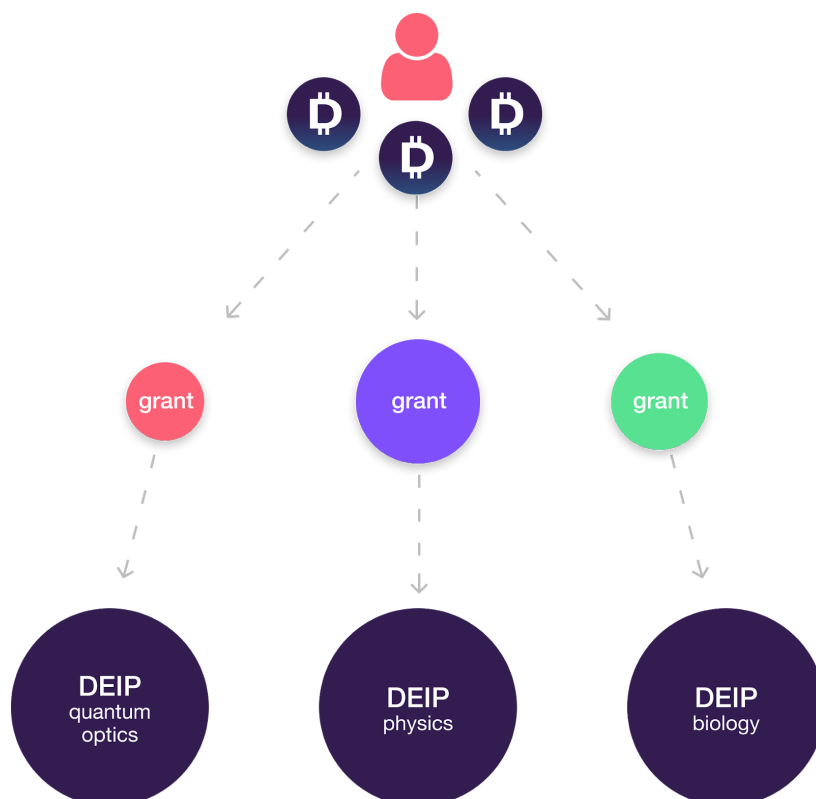 grant
grant
grant
DEIP
quantum
optics
DEIP
physics
DEIP
biology